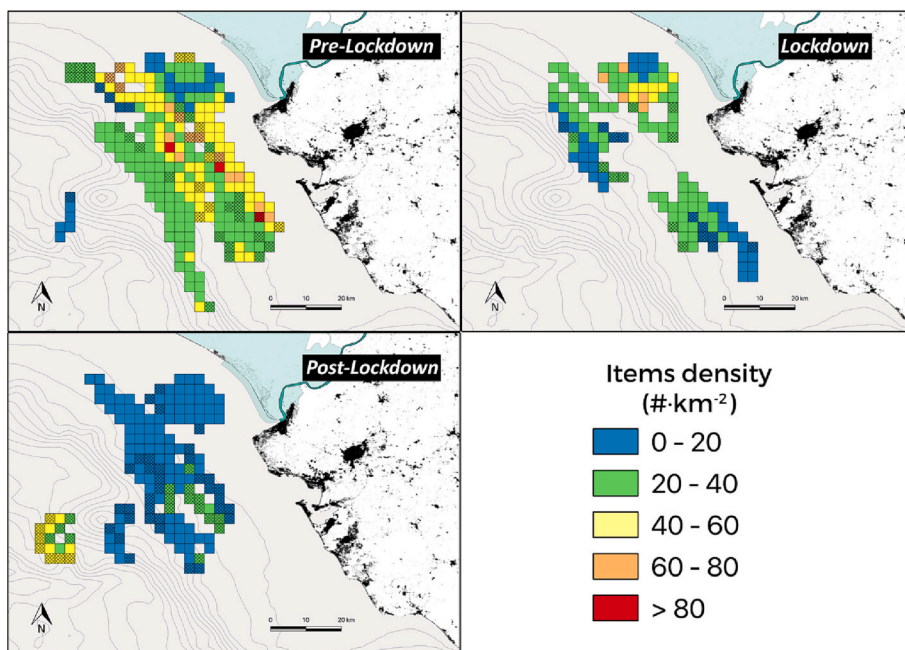 Pre-Lockdown
N
0 10 20 km
Lockdown
N
0 10 20 km
Post-Lockdown
N
0 10 20 km
Items density
(#·km⁻²)
0 - 20
20 - 40
40 - 60
60 - 80
> 80